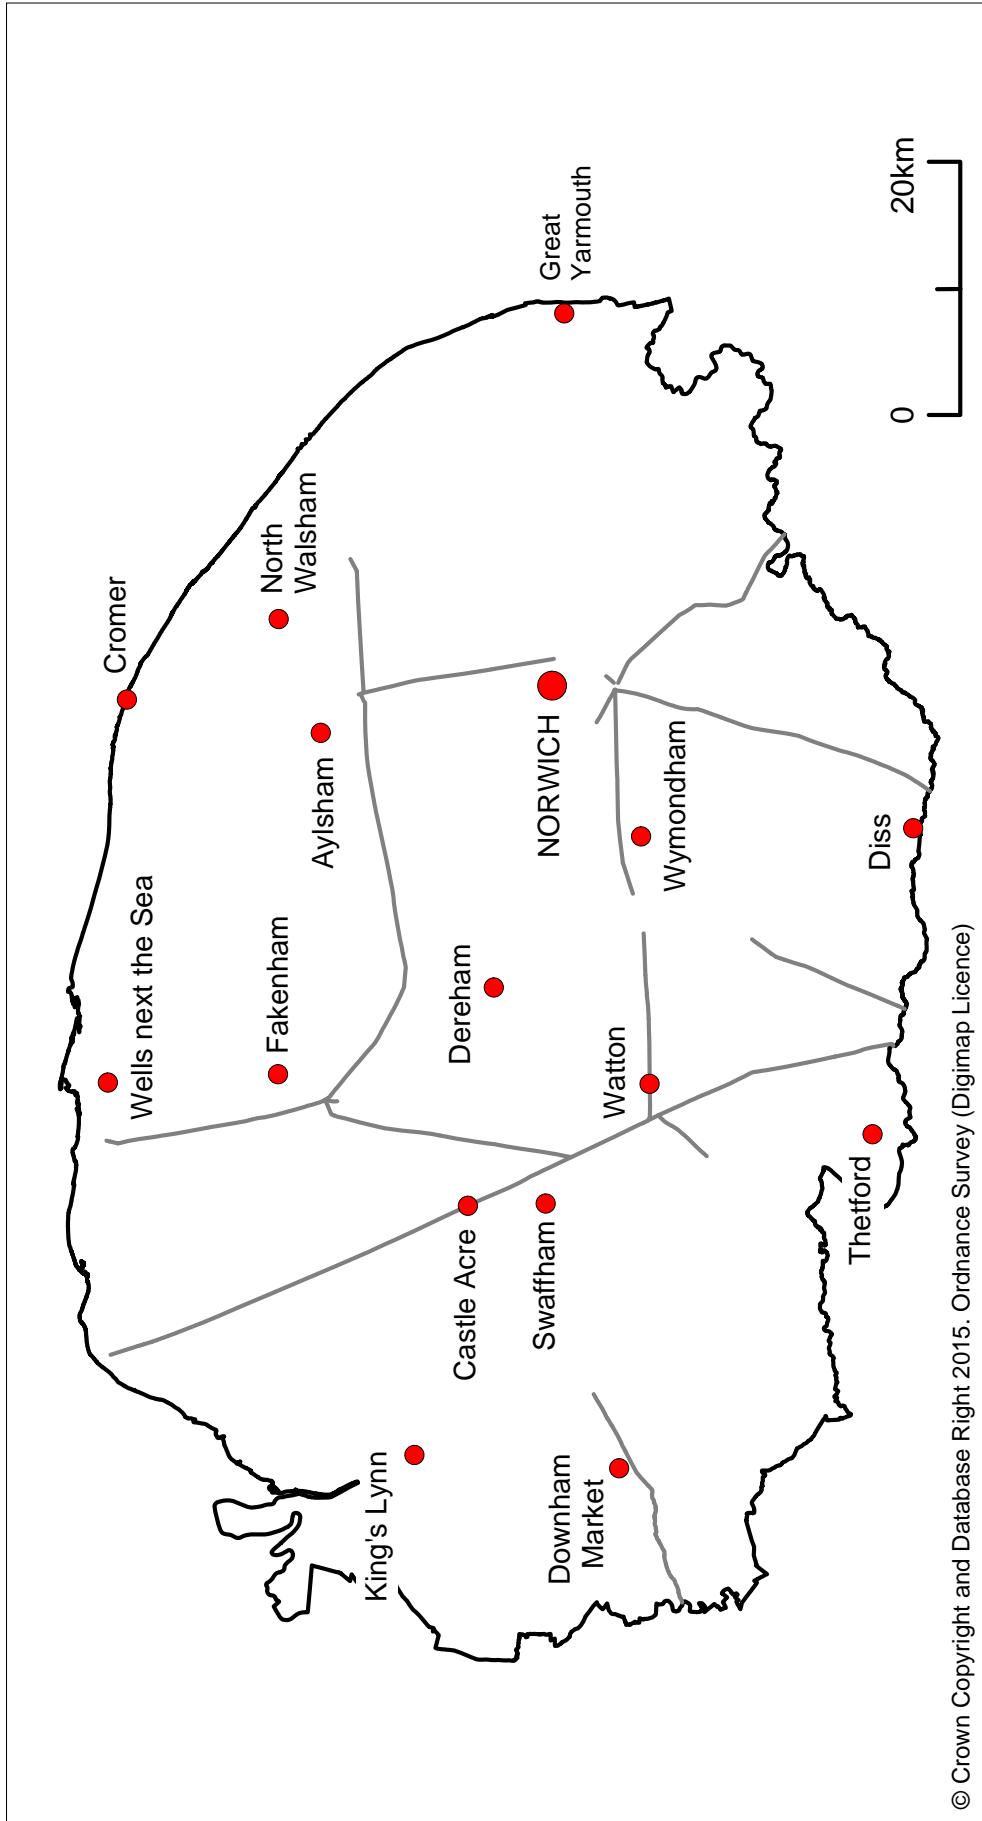 Cromer
Wells next the Sea
North
Walsham
Fakenham
Aylsham
Great
Yarmouth
King's Lynn
Castle Acre
Dereham
Swaffham
NORWICH
Downham
Market
Watton
Wymondham
Thetford
Diss
0
20km
© Crown Copyright and Database Right 2015. Ordnance Survey (Digimap Licence)